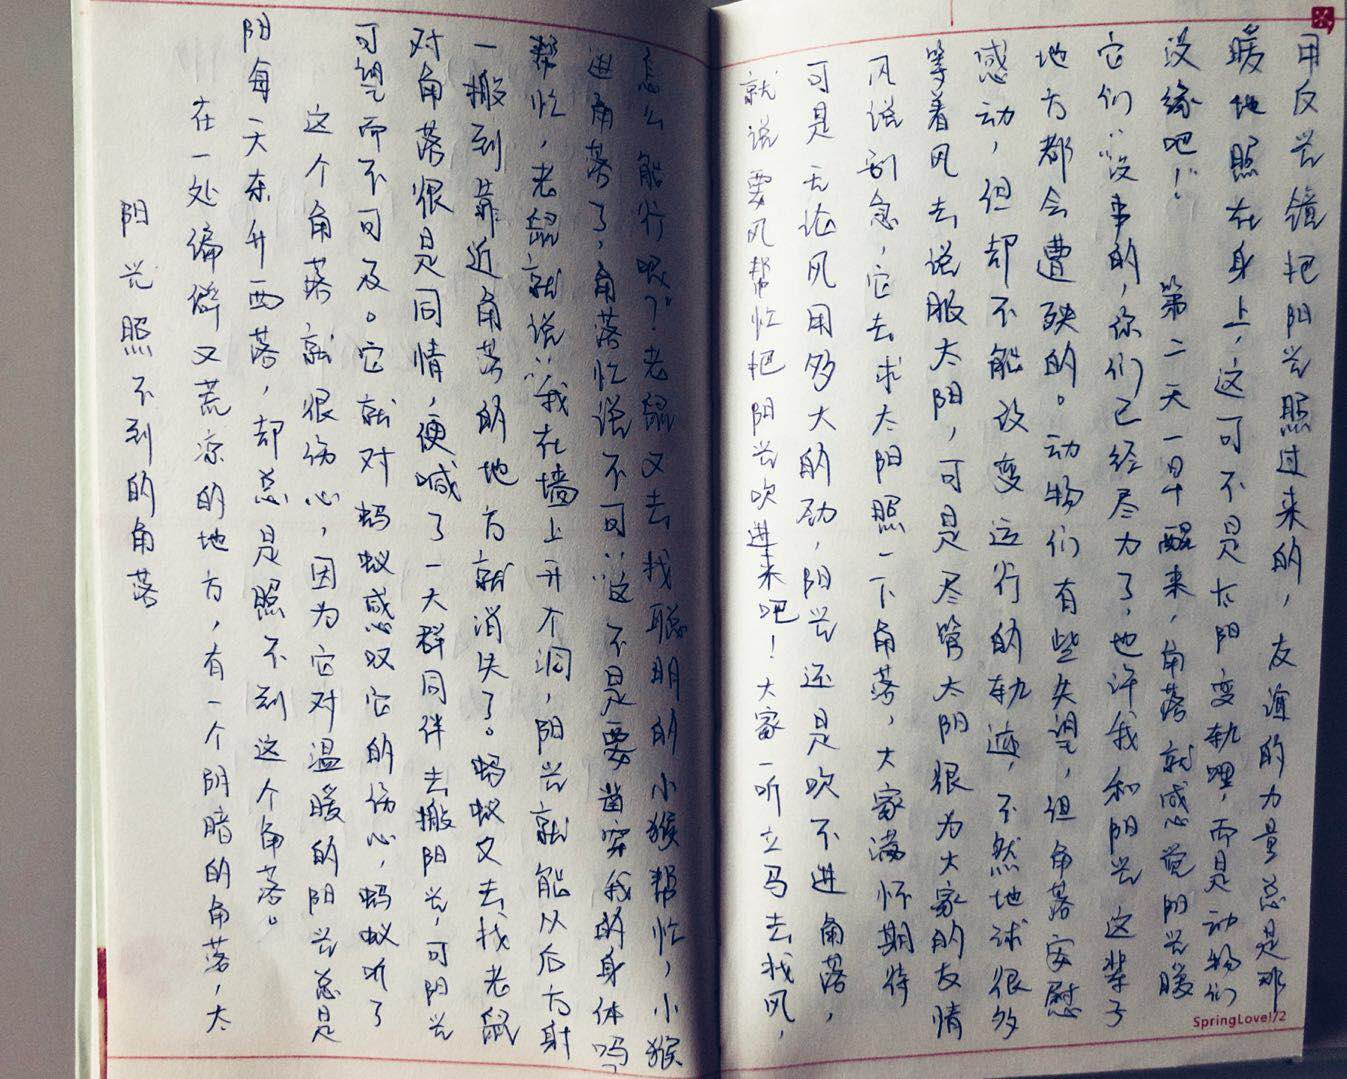 阳光照不到的角落
在一处偏僻又荒凉的地方，有一个阴暗的角落，太
阳每天东升西落，却总是照不到这个角落。
这个角落就很伤心，因为它对温暖的阳光总是
可望而不可及。它就对蚂蚁感叹它的伤心，蚂蚁听了
对角落很是同情，便喊了一大群同伴去搬阳光，可阳光
一搬到靠近角落的地方就消失了。蚂蚁又去找老鼠
帮忙，老鼠就说：“我在墙上开个洞，阳光就能从后方射
进角落了，角落忙说不可：“这不是要凿穿我的身体吗？
怎么能行呢？”老鼠又去找聪明的小猴帮忙，小猴
就说要风帮忙把阳光吹进来吧！大家一听立马去找风，
可是无论风用多大的劲，阳光还是吹不进角落，
风说别急，它去求太阳照一下角落，大家满怀期待
等着风去说服太阳，可是尽管太阳很为大家的友情
感动，但却不能改变运行的轨迹，不然地球很多
地方都会遭殃的。动物们有些失望，但角落安慰
它们：“没事的，你们已经尽力了，也许我和阳光这辈子
没缘吧！” 第二天一早醒来，角落就感觉阳光暖
暖地照在身上，这可不是太阳变轨哩，而是动物们
用反光镜把阳光照过来的，友谊的力量总是那